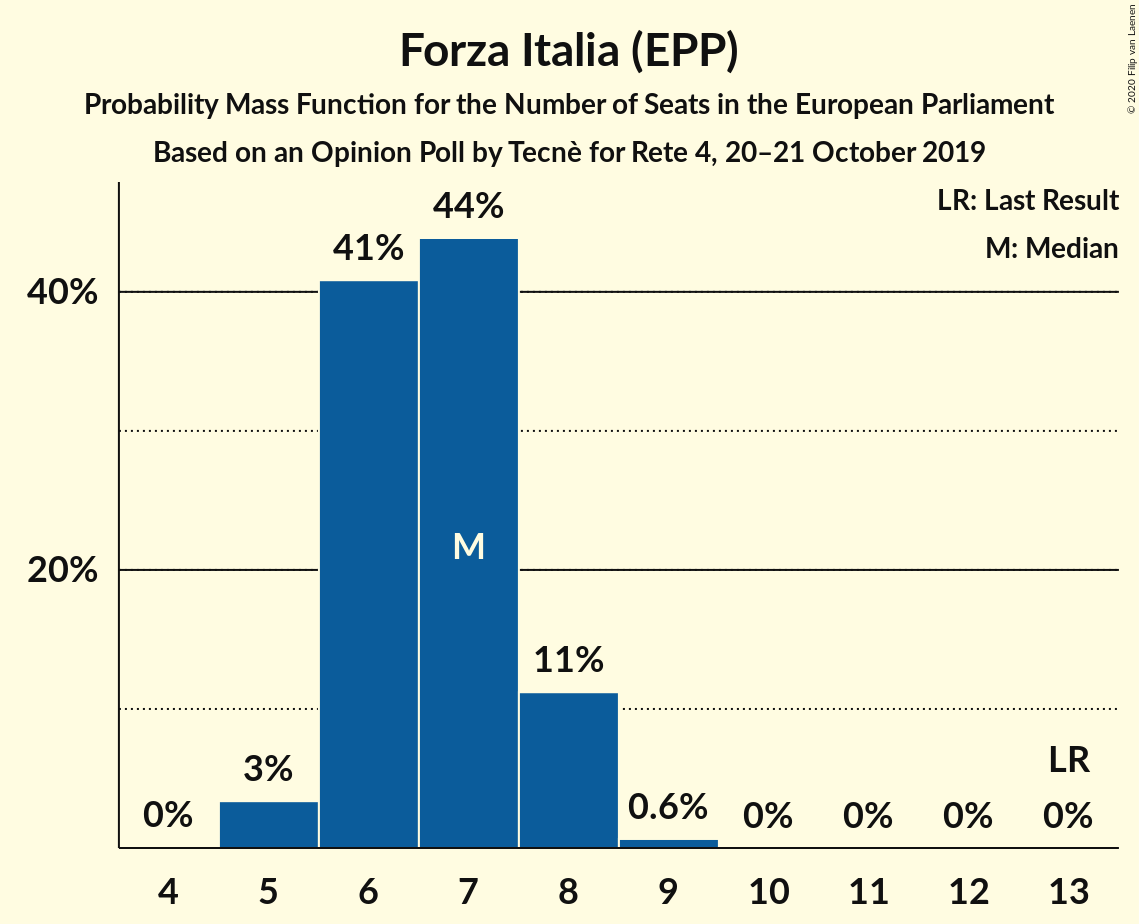 Forza Italia (EPP)
Probability Mass Function for the Number of Seats in the European Parliament
Based on an Opinion Poll by Tecnè for Rete 4, 20–21 October 2019
© 2020 Filip van Laenen
LR: Last Result
M: Median
40%
20%
0%
3%
41%
44%
M
11%
0.6%
0%
0%
0%
LR
0%
4 5 6 7 8 9 10 11 12 13